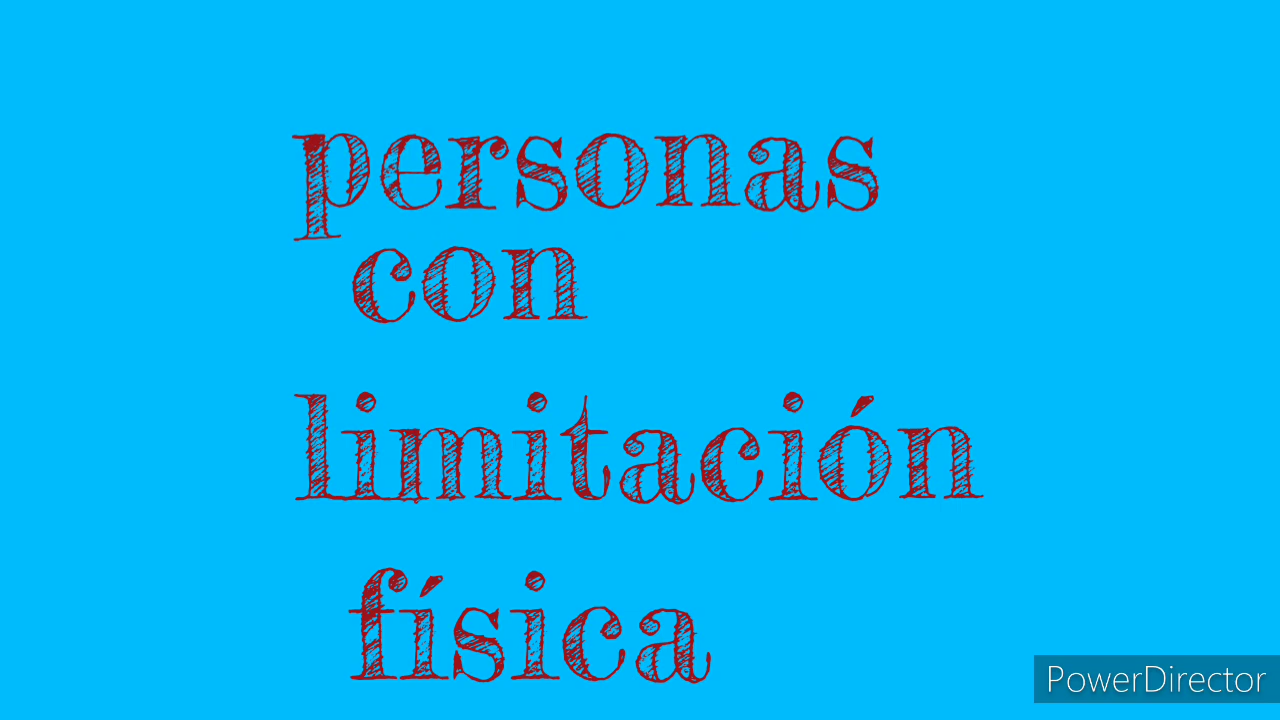 personas
con
limitación
física
PowerDirector